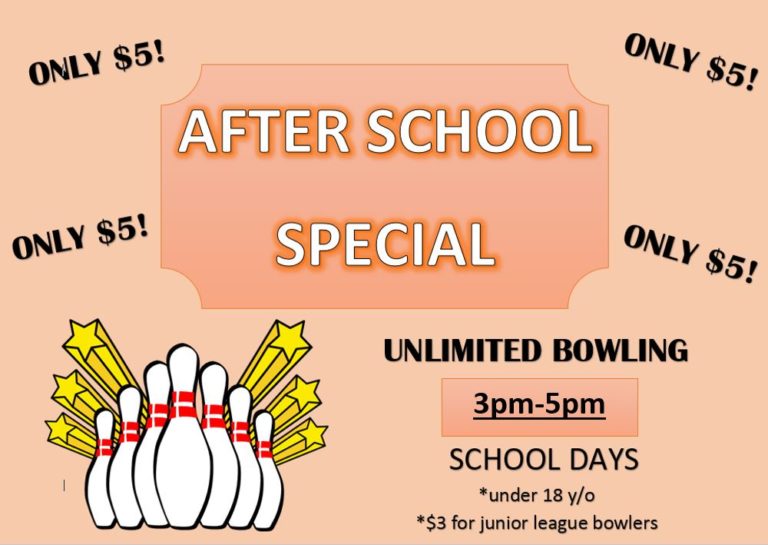 ONLY $5!
ONLY $5!
AFTER SCHOOL
SPECIAL
ONLY $5!
ONLY $5!
UNLIMITED BOWLING
3pm-5pm
SCHOOL DAYS
*under 18 y/o
*$3 for junior league bowlers